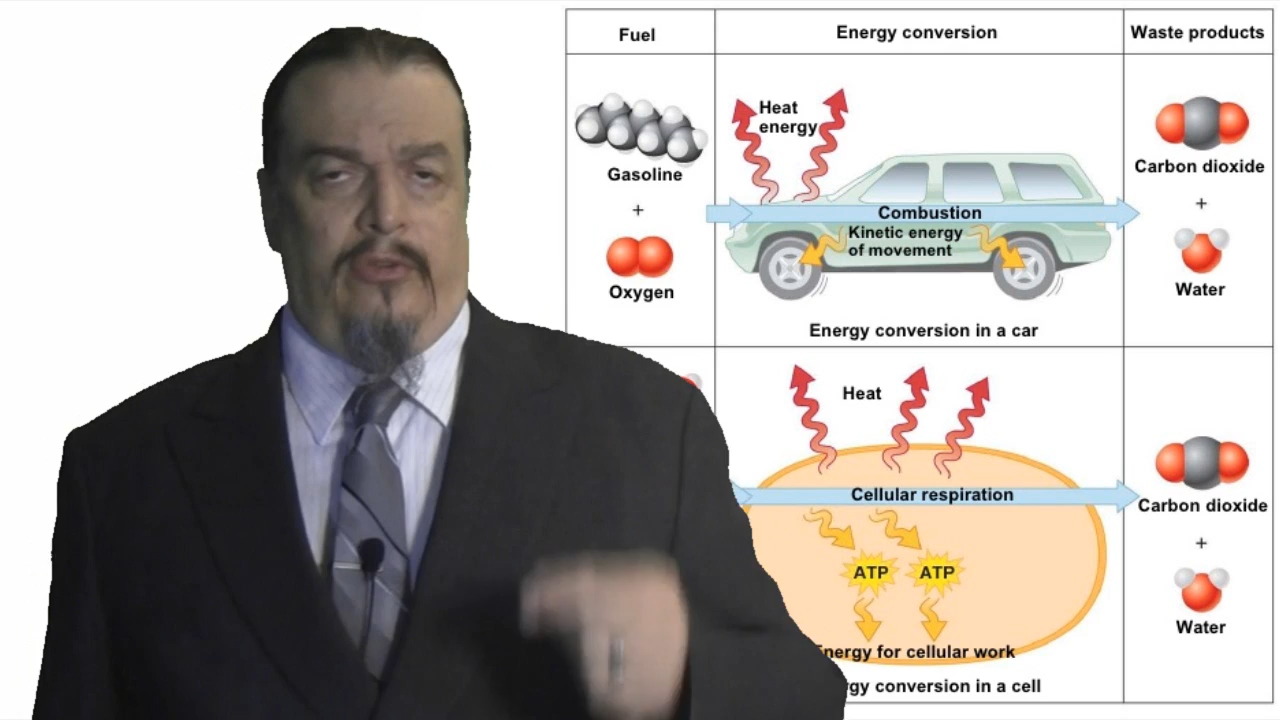 Fuel
Energy conversion
Waste products
Heat
energy
Gasoline
+
Oxygen
Combustion
Kinetic energy
of movement
Carbon dioxide
+
Water
Energy conversion in a car
Heat
Cellular respiration
ATP
ATP
Energy for cellular work
Carbon dioxide
+
Water
conversion in a cell